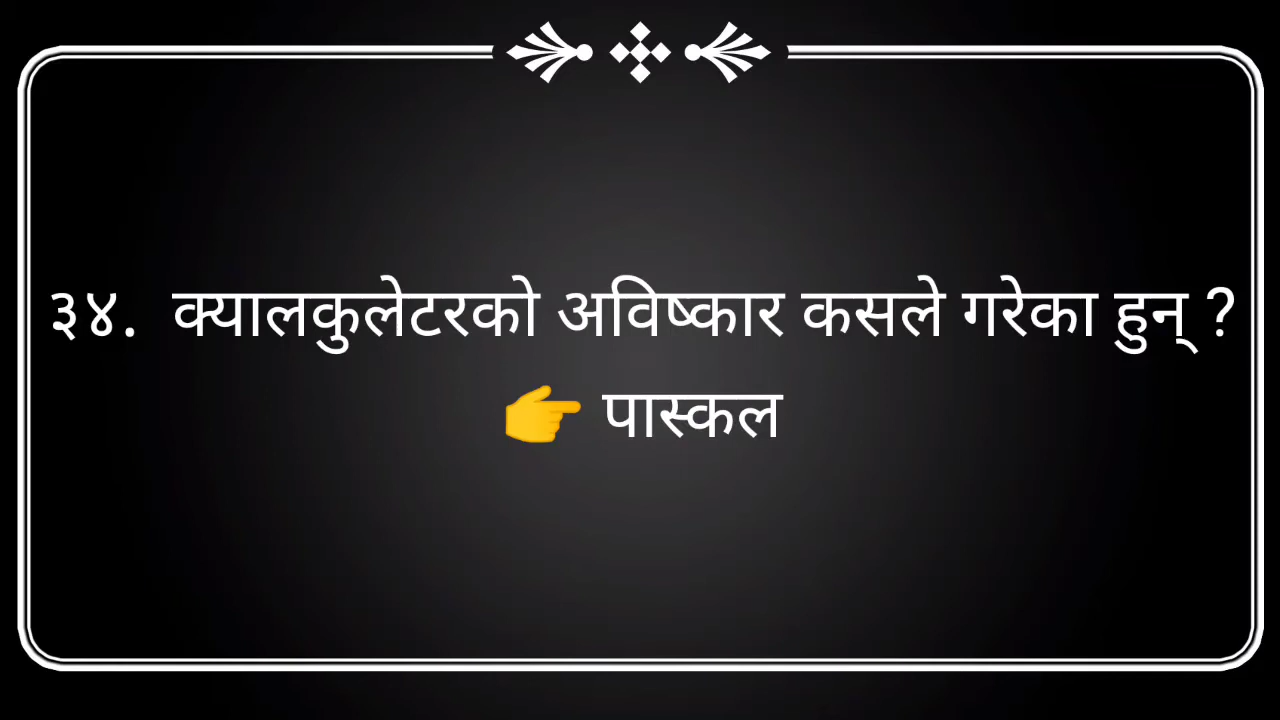 ३४. क्यालकुलेटरको अविष्कार कसले गरेका हुन् ?
👉 पास्कल